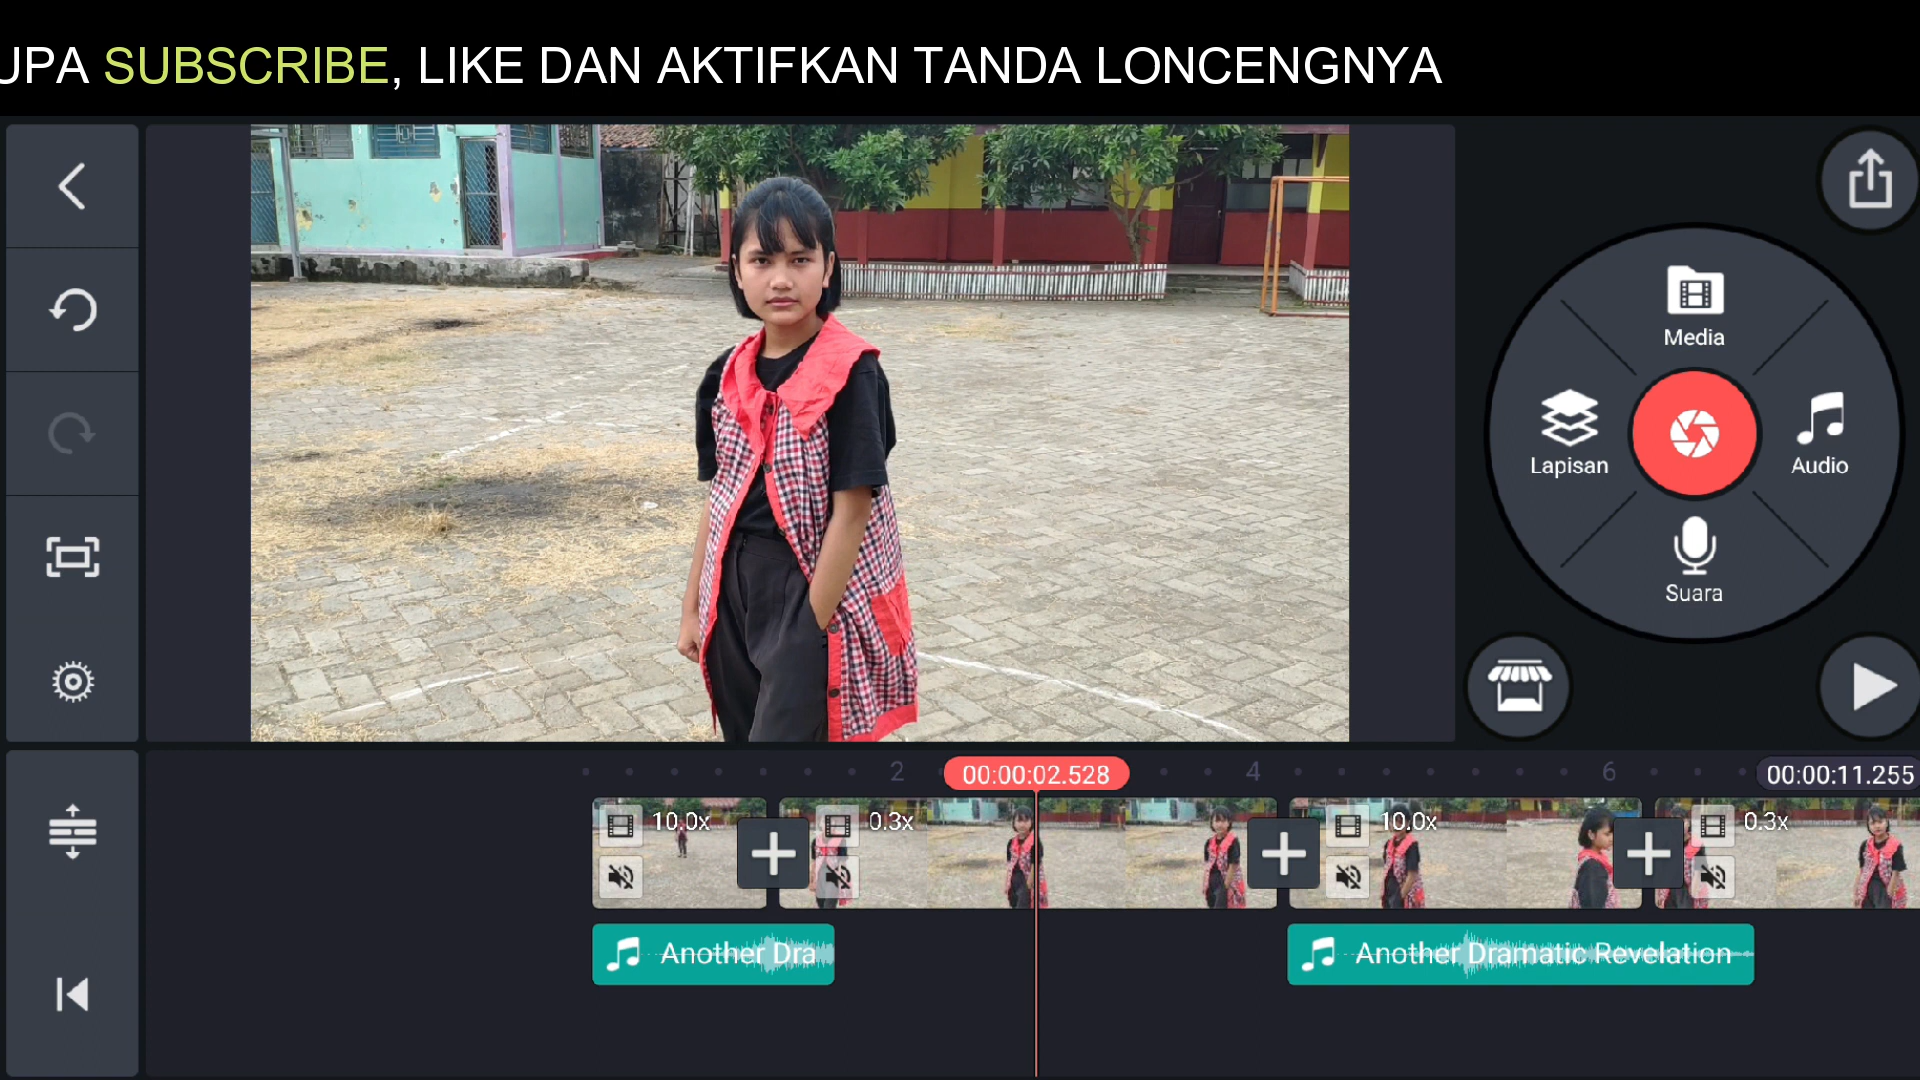 UPA SUBSCRIBE, LIKE DAN AKTIFKAN TANDA LONCENGNYA
Media
Lapisan
Audio
Suara
2
00:00:02.528
4
6
00:00:11.255
10.0x
0.3x
10.0x
0.3x
Another Dra
Another Dramatic Revelation